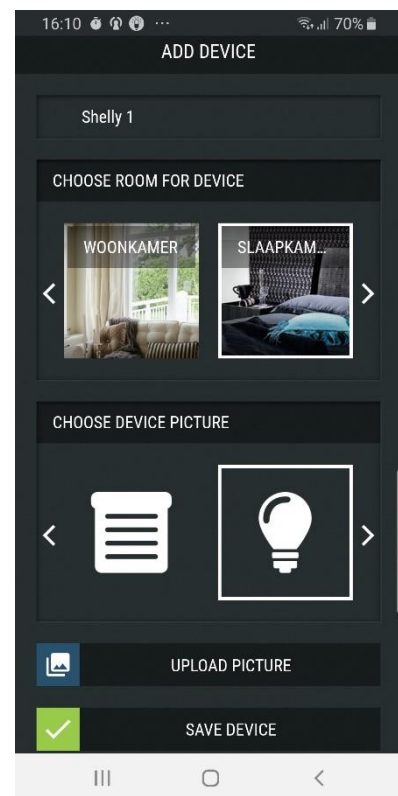 16:10 ... 70%
ADD DEVICE
Shelly 1
CHOOSE ROOM FOR DEVICE
WOONKAMER SLAAPKAM...
CHOOSE DEVICE PICTURE
UPLOAD PICTURE
SAVE DEVICE